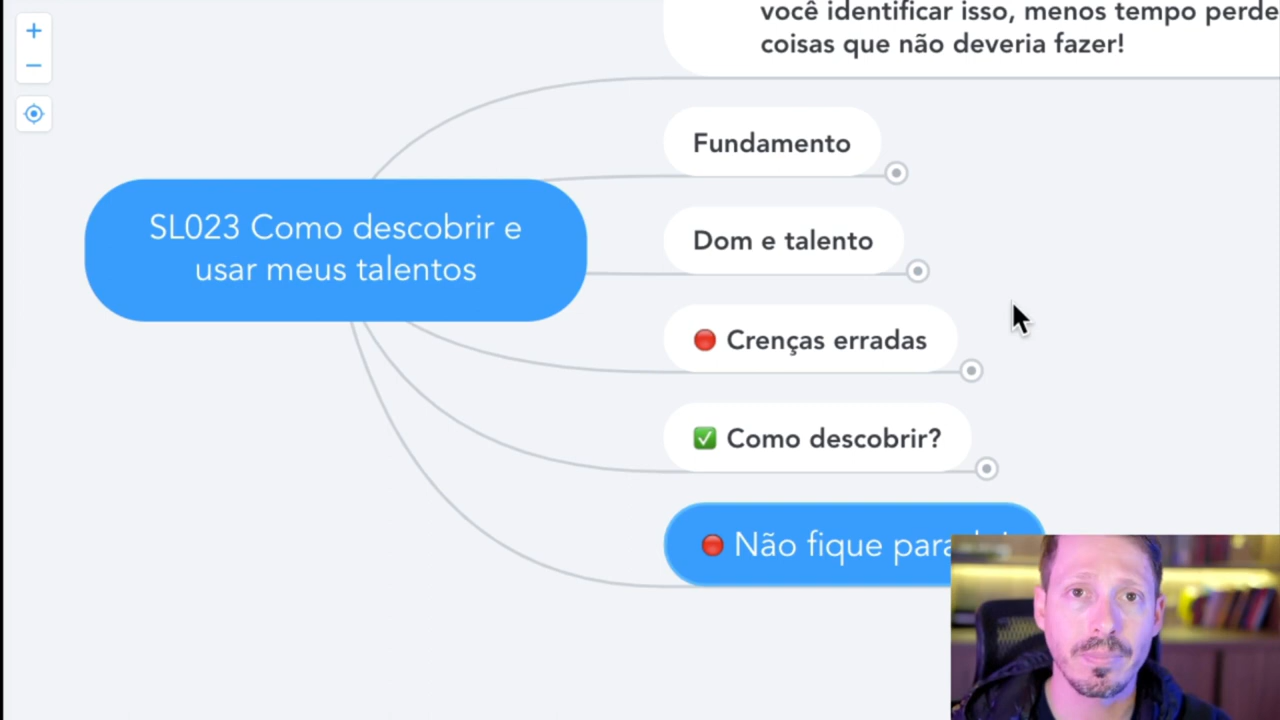 você identificar isso, menos tempo perde
coisas que não deveria fazer!
Fundamento
SL023 Como descobrir e
usar meus talentos
Dom e talento
Crenças erradas
Como descobrir?
Não fique para